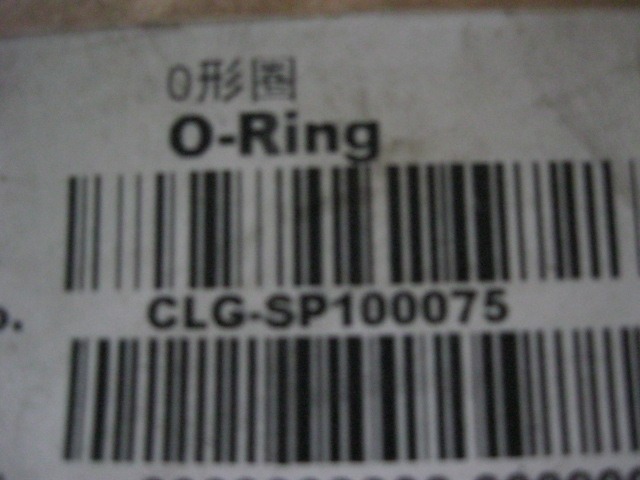 O形圈
O-Ring
o.
CLG-SP100075